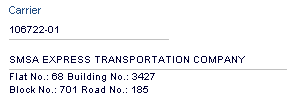 Carrier
106722-01
SMSA EXPRESS TRANSPORTATION COMPANY
Flat No.: 68 Building No.: 3427
Block No.: 701 Road No.: 185